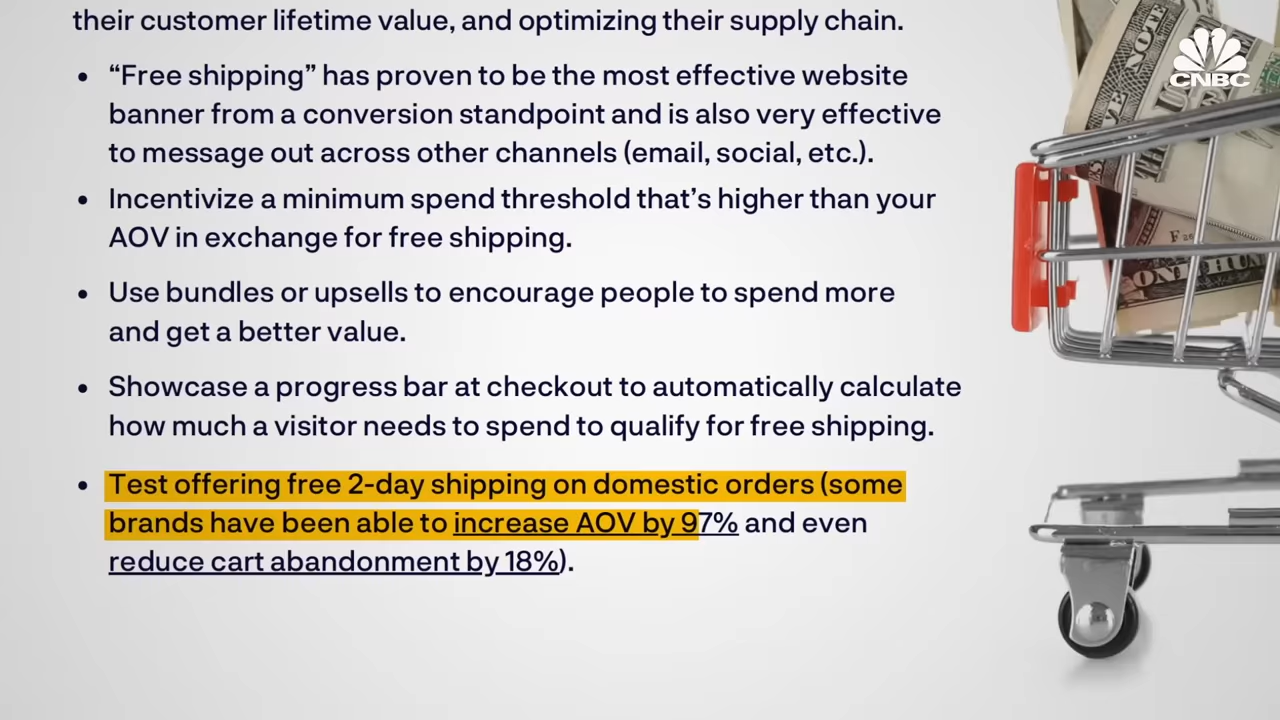 their customer lifetime value, and optimizing their supply chain.
• “Free shipping” has proven to be the most effective website
banner from a conversion standpoint and is also very effective
to message out across other channels (email, social, etc.).
• Incentivize a minimum spend threshold that’s higher than your
AOV in exchange for free shipping.
• Use bundles or upsells to encourage people to spend more
and get a better value.
• Showcase a progress bar at checkout to automatically calculate
how much a visitor needs to spend to qualify for free shipping.
• Test offering free 2-day shipping on domestic orders (some
brands have been able to increase AOV by 97% and even
reduce cart abandonment by 18%).
CNBC
NOTE